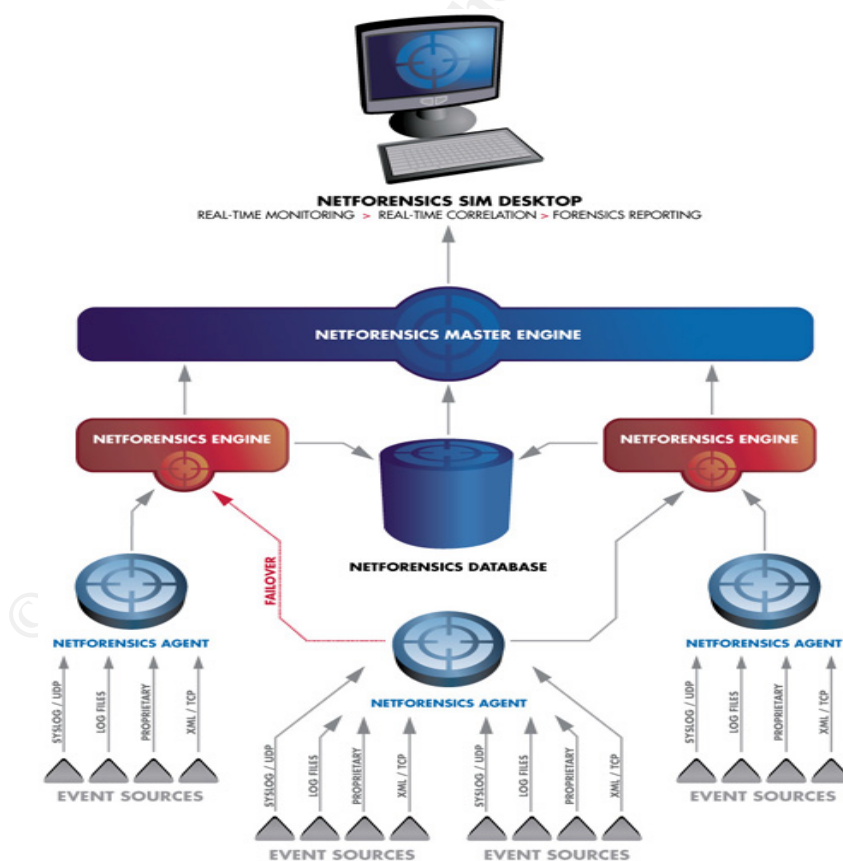 NETFORENSICS SIM DESKTOP
REAL-TIME MONITORING > REAL-TIME CORRELATION > FORENSICS REPORTING
NETFORENSICS MASTER ENGINE
NETFORENSICS ENGINE
NETFORENSICS ENGINE
NETFORENSICS DATABASE
FAILOVER
NETFORENSICS AGENT
NETFORENSICS AGENT
NETFORENSICS AGENT
SYSLOG / UDP
LOG FILES
PROPRIETARY
XML / TCP
SYSLOG / UDP
LOG FILES
PROPRIETARY
XML / TCP
SYSLOG / UDP
LOG FILES
PROPRIETARY
XML / TCP
SYSLOG / UDP
LOG FILES
PROPRIETARY
XML / TCP
EVENT SOURCES
EVENT SOURCES
EVENT SOURCES
EVENT SOURCES